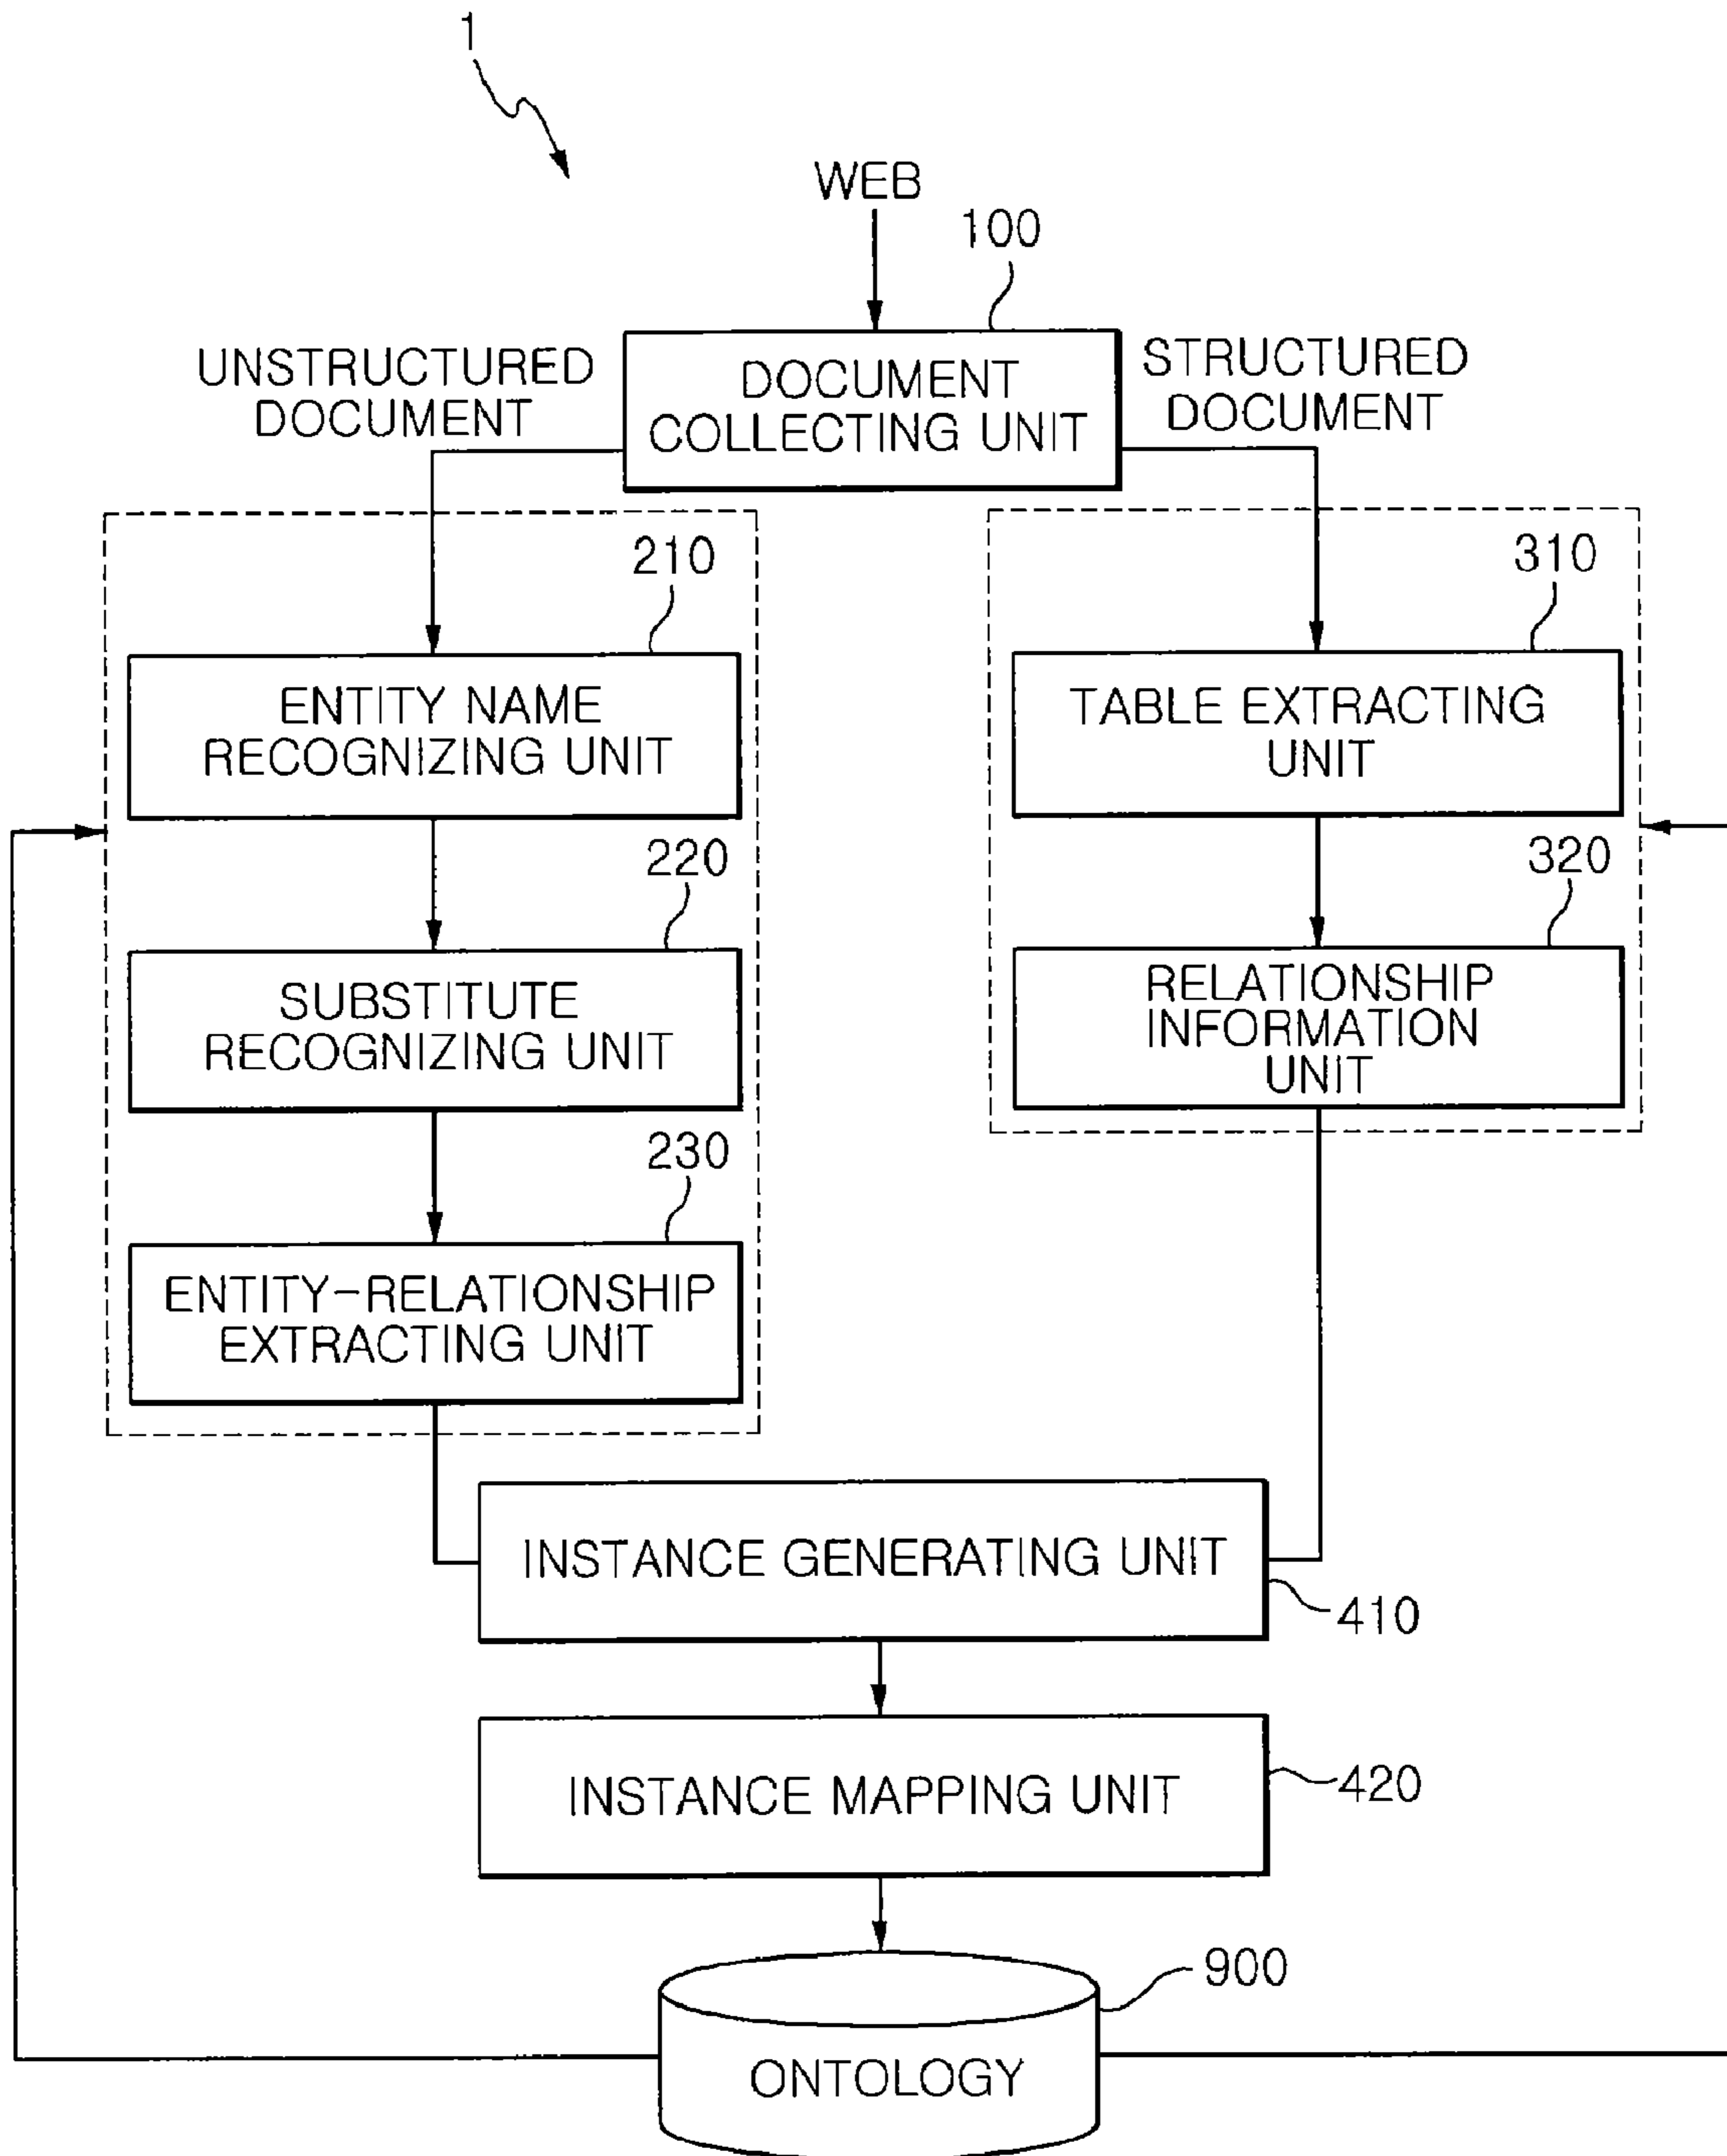 1
WEB
100
UNSTRUCTURED
DOCUMENT
DOCUMENT
COLLECTING UNIT
STRUCTURED
DOCUMENT
210
ENTITY NAME
RECOGNIZING UNIT
310
TABLE EXTRACTING
UNIT
220
SUBSTITUTE
RECOGNIZING UNIT
320
RELATIONSHIP
INFORMATION
UNIT
230
ENTITY-RELATIONSHIP
EXTRACTING UNIT
INSTANCE GENERATING UNIT
410
INSTANCE MAPPING UNIT
420
900
ONTOLOGY